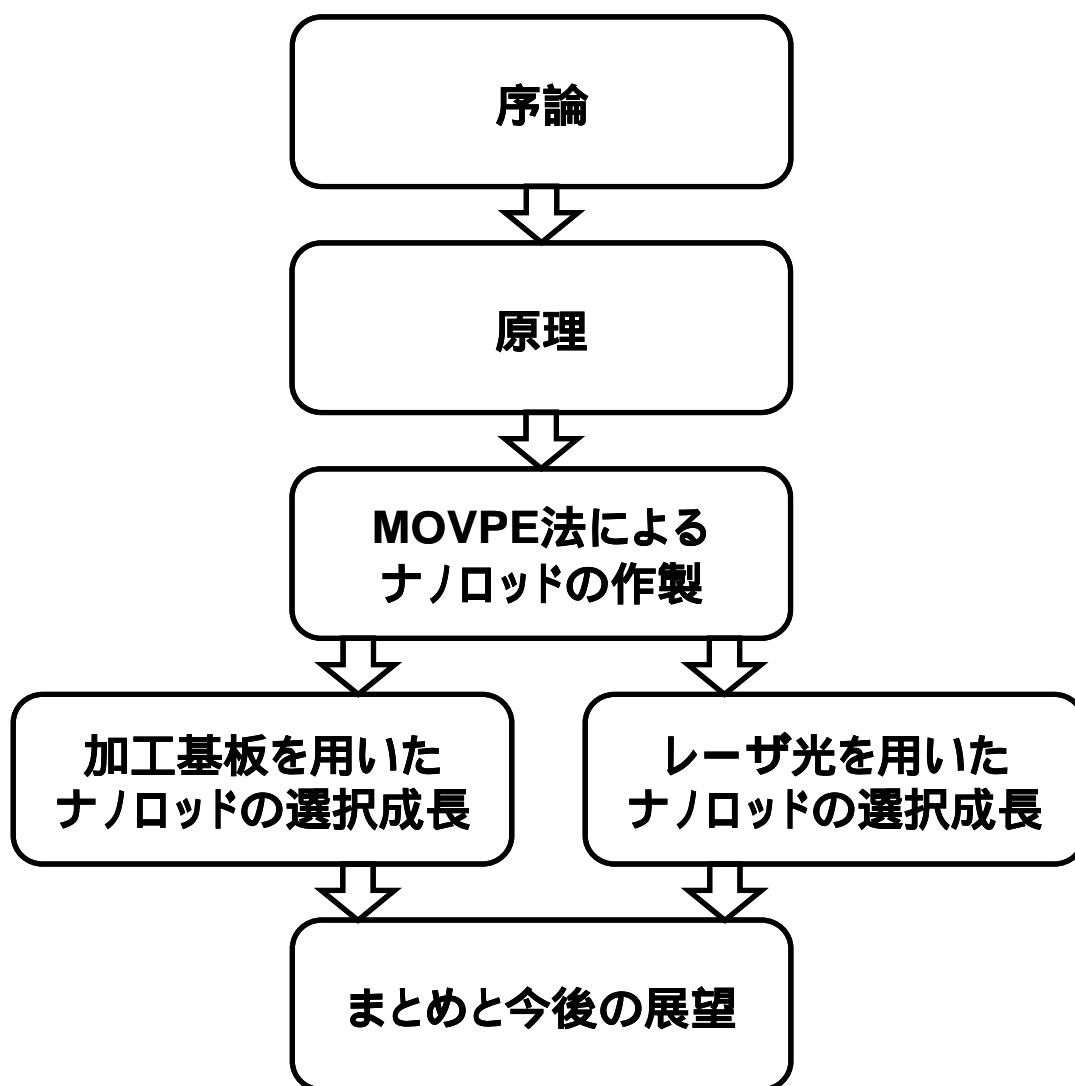 序論
原理
MOVPE法による
ナノロッドの作製
加工基板を用いた
ナノロッドの選択成長
レーザ光を用いた
ナノロッドの選択成長
まとめと今後の展望